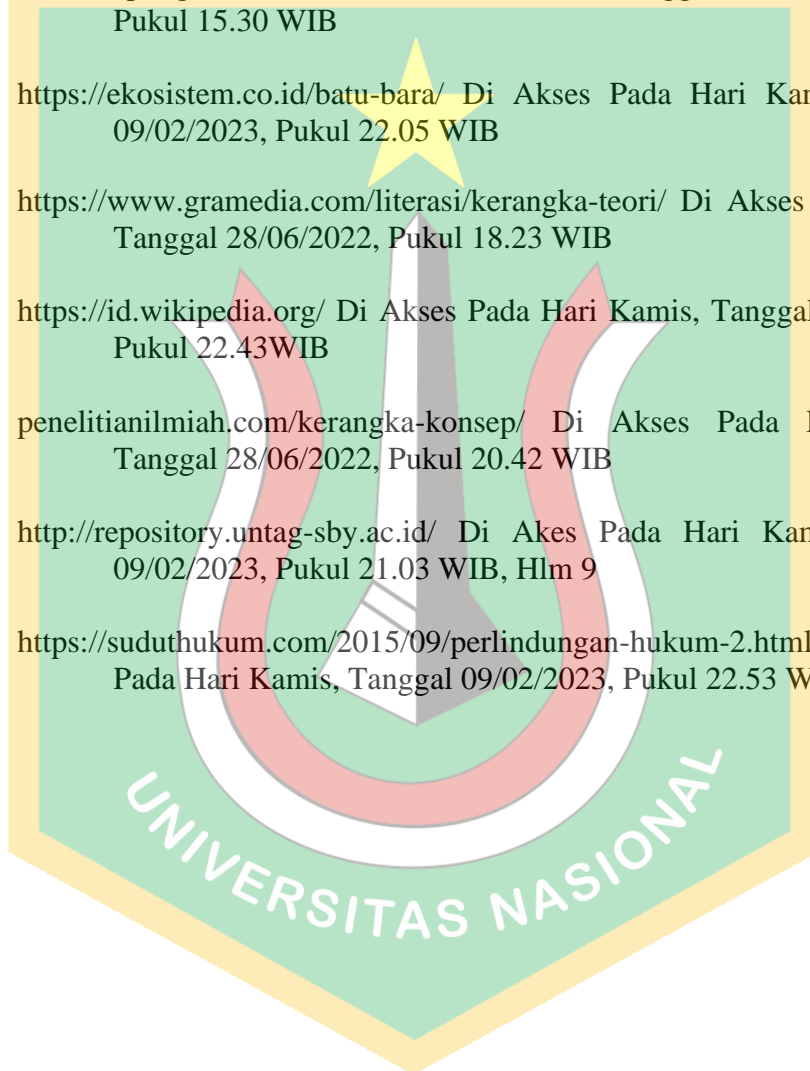 Pukul 15.30 WIB
https://ekosistem.co.id/batu-bara/ Di Akses Pada Hari
09/02/2023, Pukul 22.05 WIB
https://www.gramedia.com/literasi/kerangka-teori/ Di Akses
Tanggal 28/06/2022, Pukul 18.23 WIB
https://id.wikipedia.org/ Di Akses Pada Hari Kamis, Tanggal
Pukul 22.43WIB
penelitianilmiah.com/kerangka-konsep/ Di Akses Pada
Tanggal 28/06/2022, Pukul 20.42 WIB
http://repository.untag-sby.ac.id/ Di Akes Pada Hari
09/02/2023, Pukul 21.03 WIB, Hlm 9
https://suduthukum.com/2015/09/perlindungan-hukum-2.html
Pada Hari Kamis, Tanggal 09/02/2023, Pukul 22.53
UNIVERSITAS NASIONAL